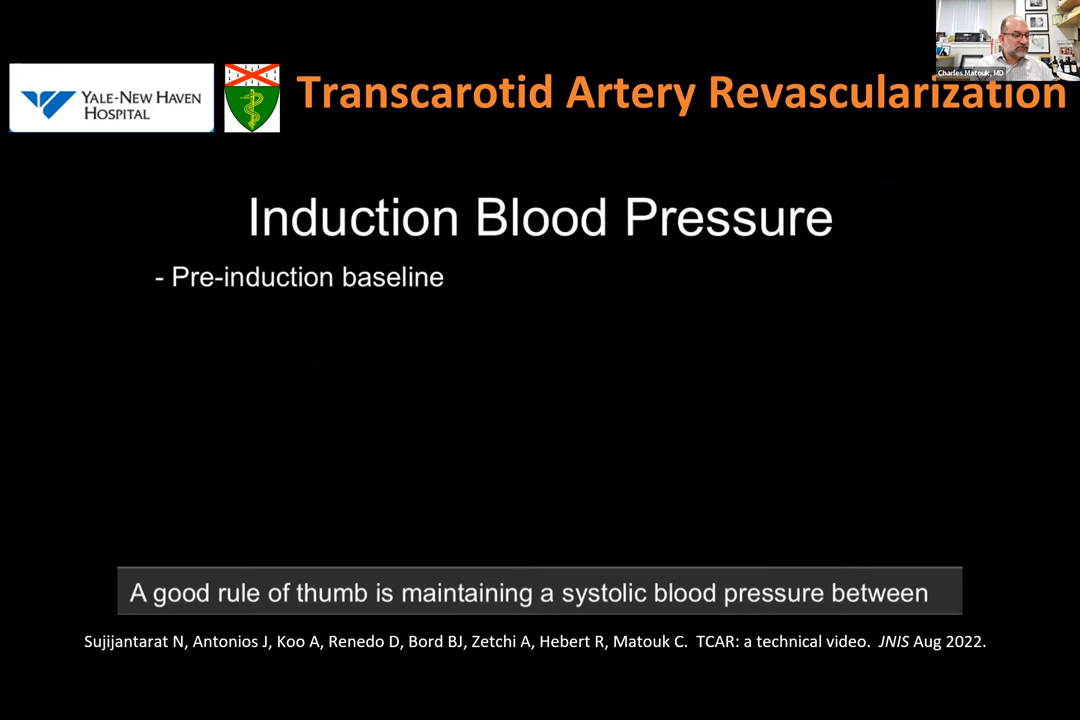 Charles Matouk, MD
YALE-NEW HAVEN
HOSPITAL
Transcarotid Artery Revascularization
Induction Blood Pressure
- Pre-induction baseline
A good rule of thumb is maintaining a systolic blood pressure between
Sujijantarat N, Antonios J, Koo A, Renedo D, Bord BJ, Zetchi A, Hebert R, Matouk C. TCAR: a technical video. JNIS Aug 2022.